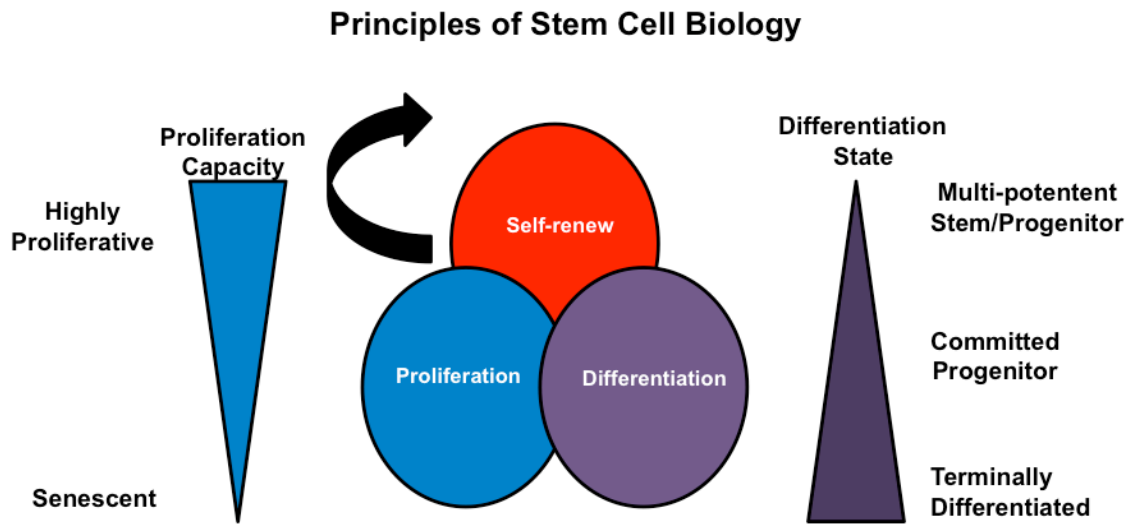 Principles of Stem Cell Biology
Proliferation
Capacity
Highly
Proliferative
Senescent
Self-renew
Proliferation
Differentiation
Differentiation
State
Multi-potentent
Stem/Progenitor
Committed
Progenitor
Terminally
Differentiated